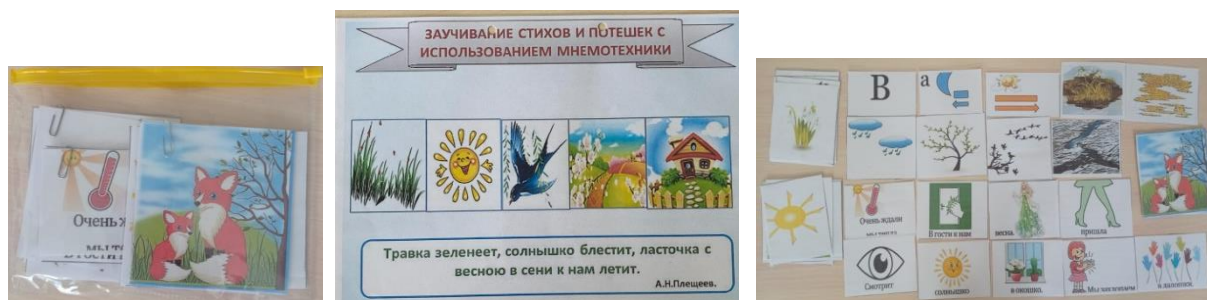 Очень
ЗАУЧИВАНИЕ СТИХОВ И ПОТЕШЕК С
ИСПОЛЬЗОВАНИЕМ МНЕМОТЕХНИКИ
Травка зеленеет, солнышко блестит, ласточка с
весною в сени к нам летит.
А.Н.Плещеев.
В
а
Очень ждали
В гости к нам
весна
пришла
Смотрит
солнышко
в окошко.
Мы
в ладошки.